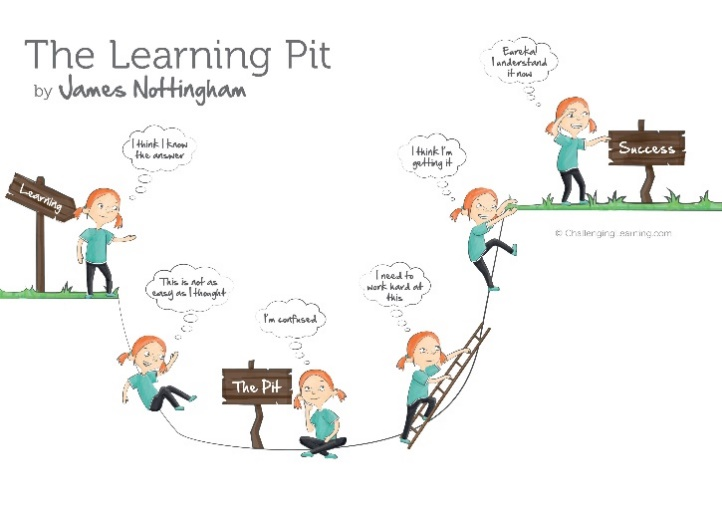 The Learning Pit
by James Nottingham
Eureka!
I understand
it now
I think I know
the answer
I think I'm
getting it
Success
Learning
© ChallengingLearning.com
This is not as
easy as I thought
I need to
work hard at
this
I'm confused
The Pit